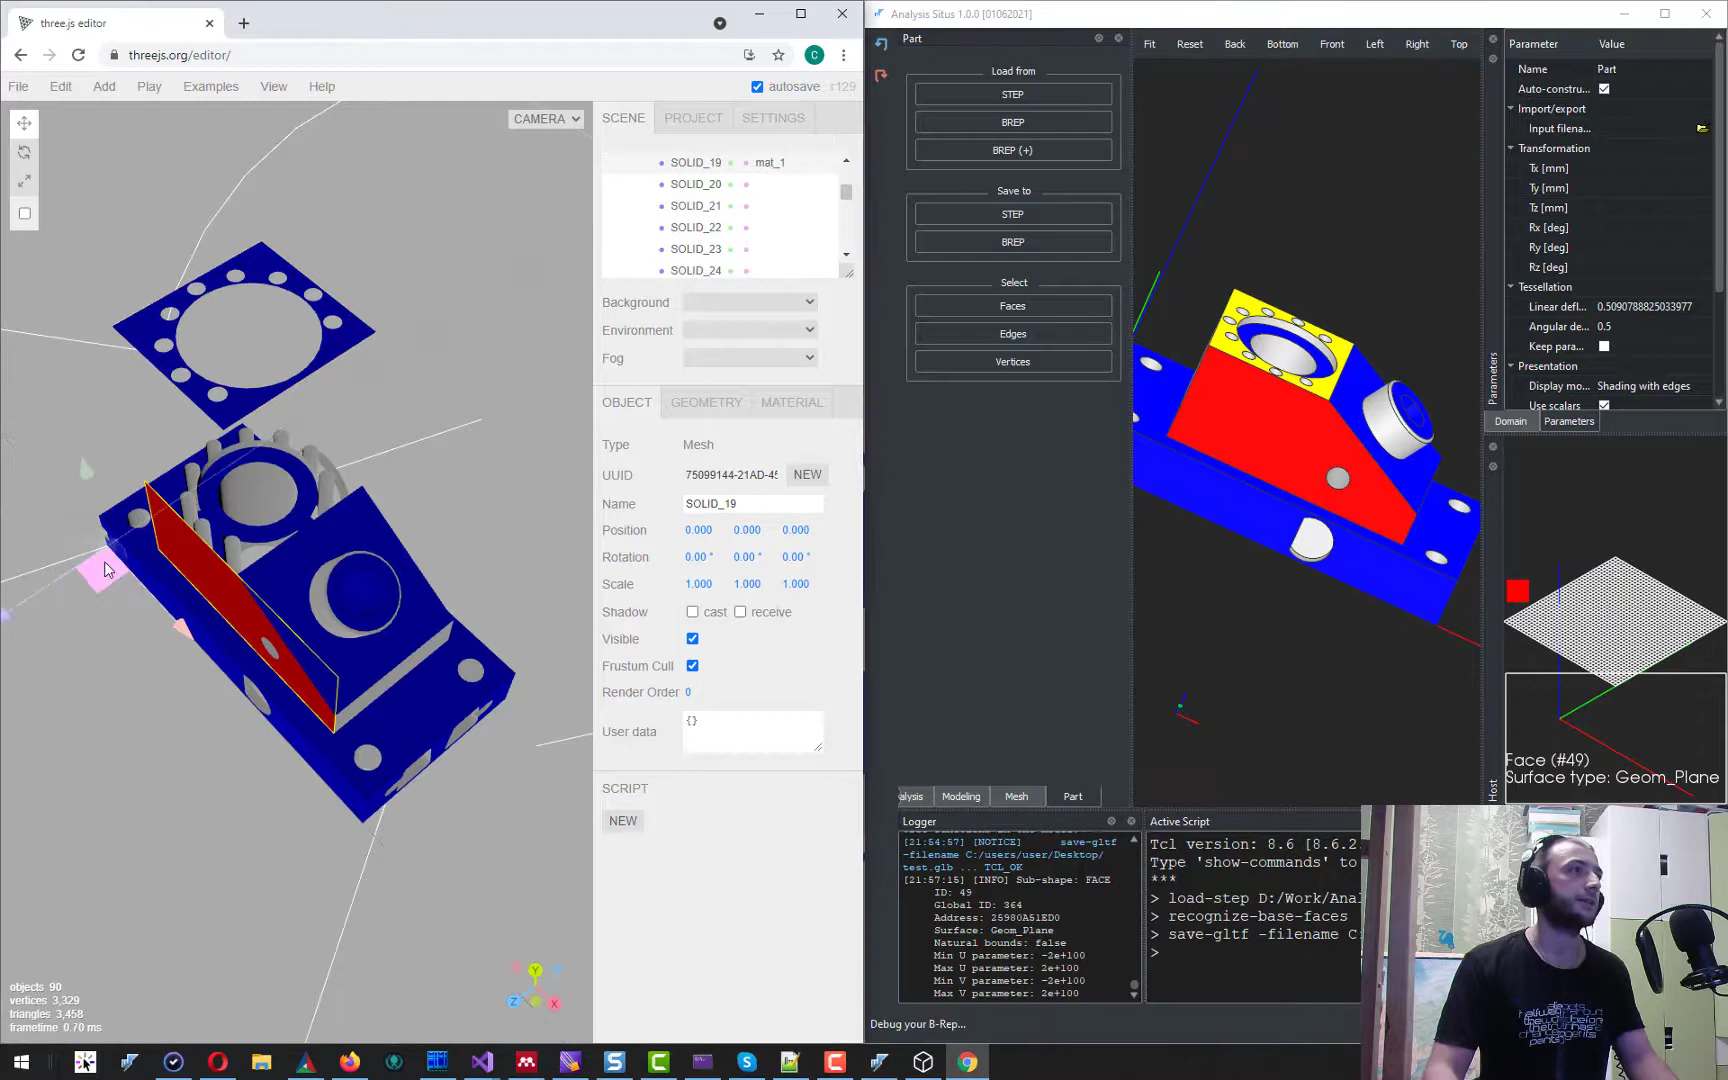 three.js editor
threejs.org/editor/
C
File Edit Add Play Examples View Help
autosave r129
CAMERA
SCENE PROJECT SETTINGS
SOLID_19 mat_1
SOLID_20
SOLID_21
SOLID_22
SOLID_23
SOLID_24
Background
Environment
Fog
OBJECT GEOMETRY MATERIAL
Type Mesh
UUID 75099144-21AD-45 NEW
Name SOLID_19
Position 0.000 0.000 0.000
Rotation 0.00 ° 0.00 ° 0.00 °
Scale 1.000 1.000 1.000
Shadow cast receive
Visible
Frustum Cull
Render Order 0
User data {}
SCRIPT
NEW
objects 90
vertices 3,329
triangles 3,458
frametime 0.70 ms
Y
Z
X
Analysis Situs 1.0.0 [01062021]
Part
Load from
STEP
BREP
BREP (+)
Save to
STEP
BREP
Select
Faces
Edges
Vertices
alysis Modeling Mesh Part
Fit Reset Back Bottom Front Left Right Top
Parameter Value
Name Part
Auto-constru...
Import/export
Input filena...
Transformation
Tx [mm]
Ty [mm]
Tz [mm]
Rx [deg]
Ry [deg]
Rz [deg]
Tessellation
Linear defl... 0.5090788825033977
Angular de... 0.5
Keep para...
Presentation
Display mo... Shading with edges
Use scalars
Parameters
Domain Parameters
Face (#49)
Surface type: Geom_Plane
Host
Logger
[21:54:57] [NOTICE] save-gltf
-filename C:/users/user/Desktop/
test.glb ... TCL_OK
[21:57:15] [INFO] Sub-shape: FACE
ID: 49
Global ID: 364
Address: 25980A51ED0
Surface: Geom_Plane
Natural bounds: false
Min U parameter: -2e+100
Max U parameter: 2e+100
Min V parameter: -2e+100
Max V parameter: 2e+100
Active Script
Tcl version: 8.6 [8.6.2
Type 'show-commands' to
***
> load-step D:/Work/Anal
> recognize-base-faces
> save-gltf -filename C:
>
Debug your B-Rep...